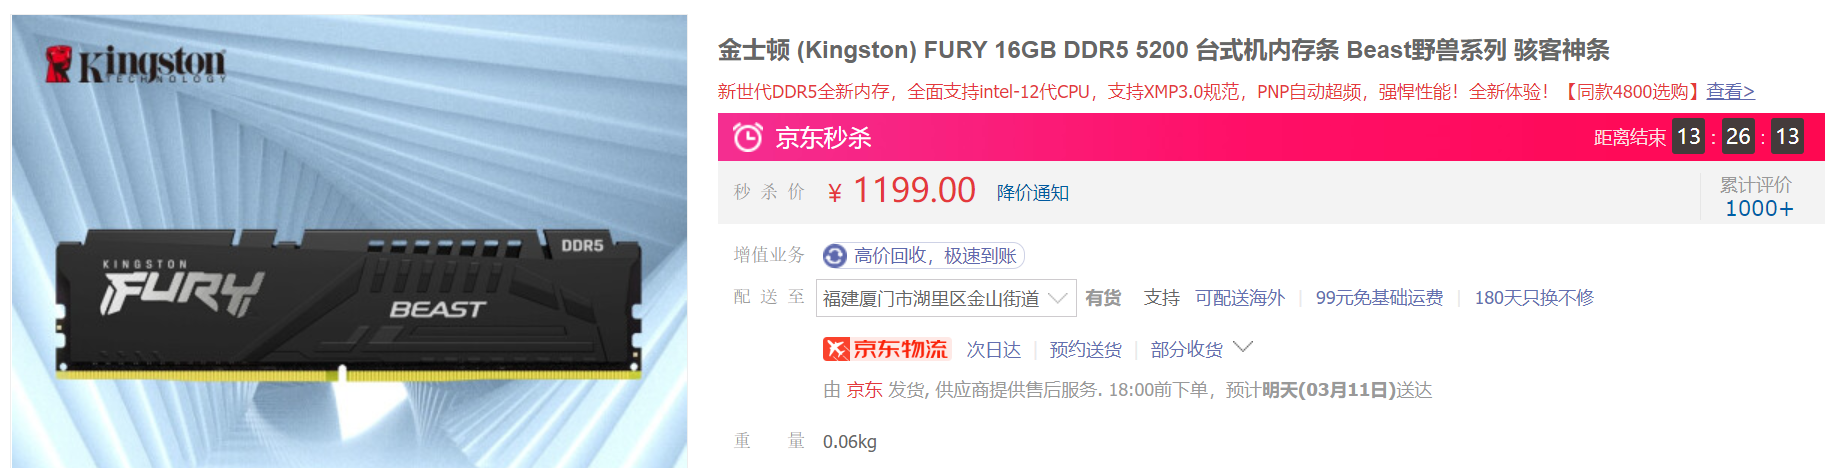 Kingston
TECHNOLOGY
DDR5
KINGSTON
FURY
BEAST
金士顿 (Kingston) FURY 16GB DDR5 5200 台式机内存条 Beast野兽系列 骇客神条
新世代DDR5全新内存，全面支持intel-12代CPU，支持XMP3.0规范，PNP自动超频，强悍性能！全新体验！【同款4800选购】查看>
京东秒杀 距离结束 13 : 26 : 13
秒杀价 ￥1199.00 降价通知 累计评价
1000+
增值业务 高价回收，极速到账
配送至 福建厦门市湖里区金山街道 有货 支持 可配送海外 99元免基础运费 180天只换不修
京东物流 次日达 预约送货 部分收货
由 京东 发货, 供应商提供售后服务. 18:00前下单，预计明天(03月11日)送达
重量 0.06kg